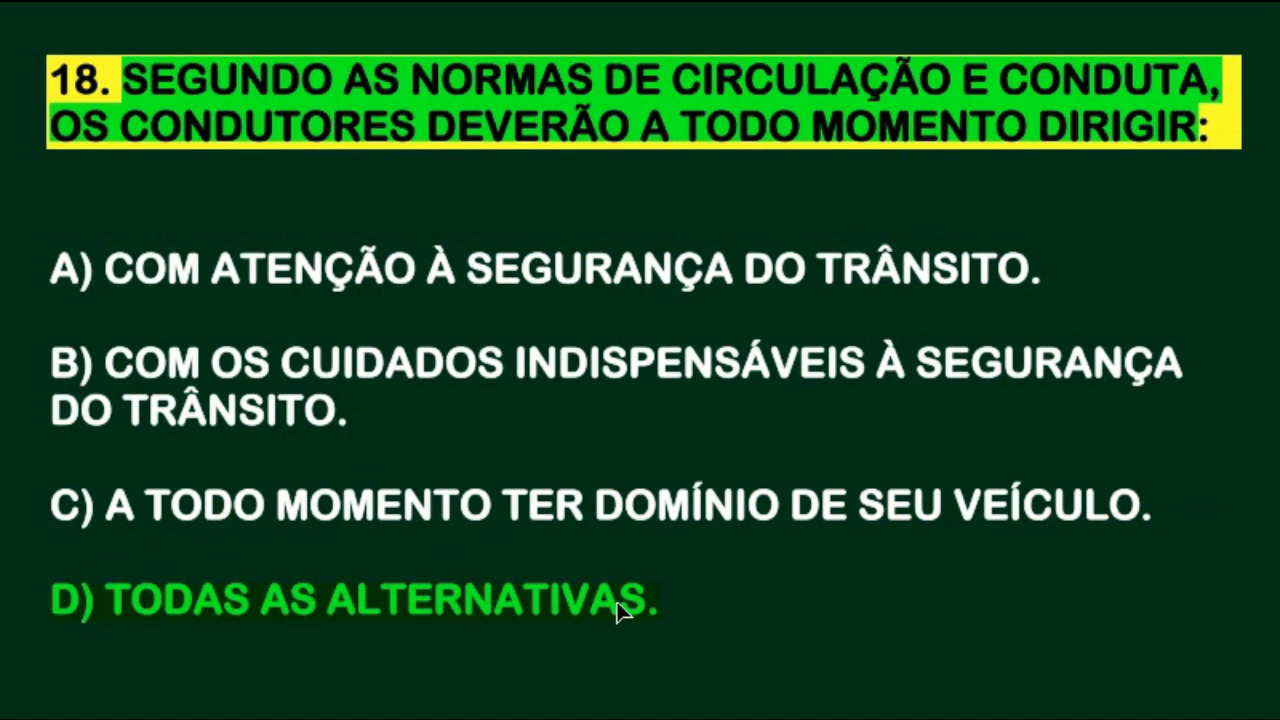 18. SEGUNDO AS NORMAS DE CIRCULAÇÃO E CONDUTA,
OS CONDUTORES DEVERÃO A TODO MOMENTO DIRIGIR:
A) COM ATENÇÃO À SEGURANÇA DO TRÂNSITO.
B) COM OS CUIDADOS INDISPENSÁVEIS À SEGURANÇA
DO TRÂNSITO.
C) A TODO MOMENTO TER DOMÍNIO DE SEU VEÍCULO.
D) TODAS AS ALTERNATIVAS.